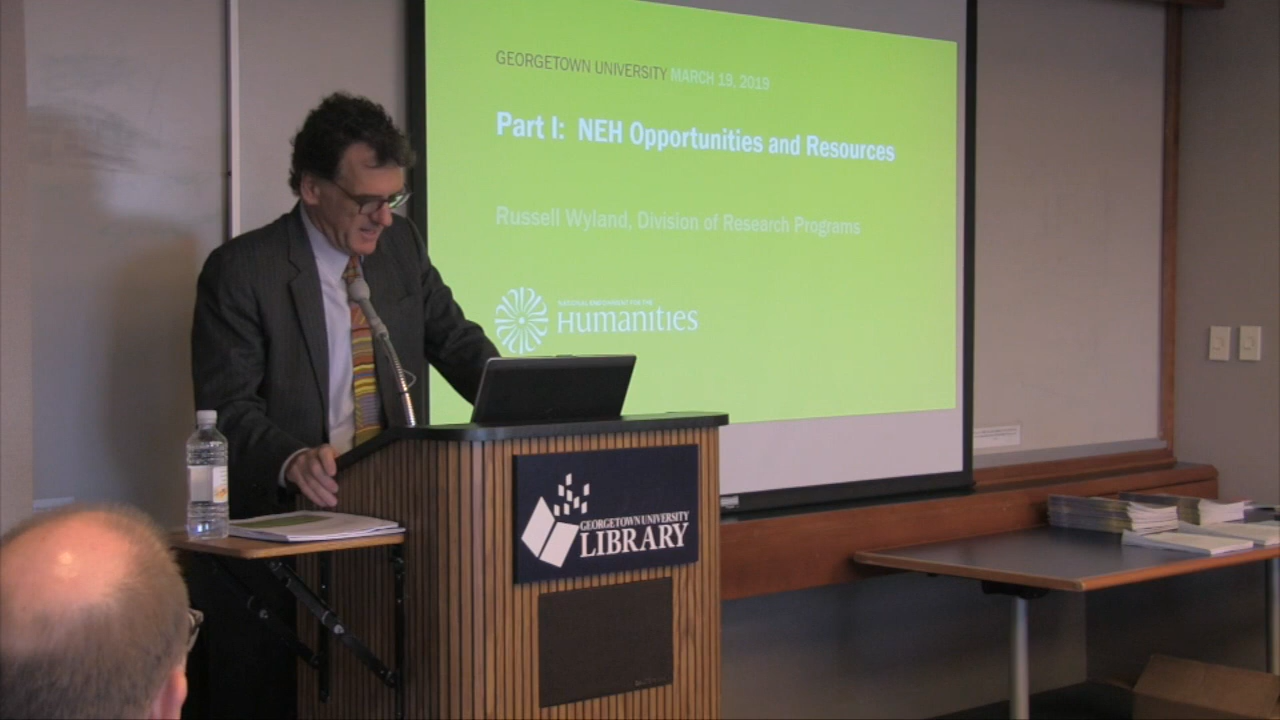 GEORGETOWN UNIVERSITY MARCH 19, 2019
Part I: NEH Opportunities and Resources
Russell Wyland, Division of Research Programs
NATIONAL ENDOWMENT FOR THE
Humanities
GEORGETOWN UNIVERSITY
LIBRARY